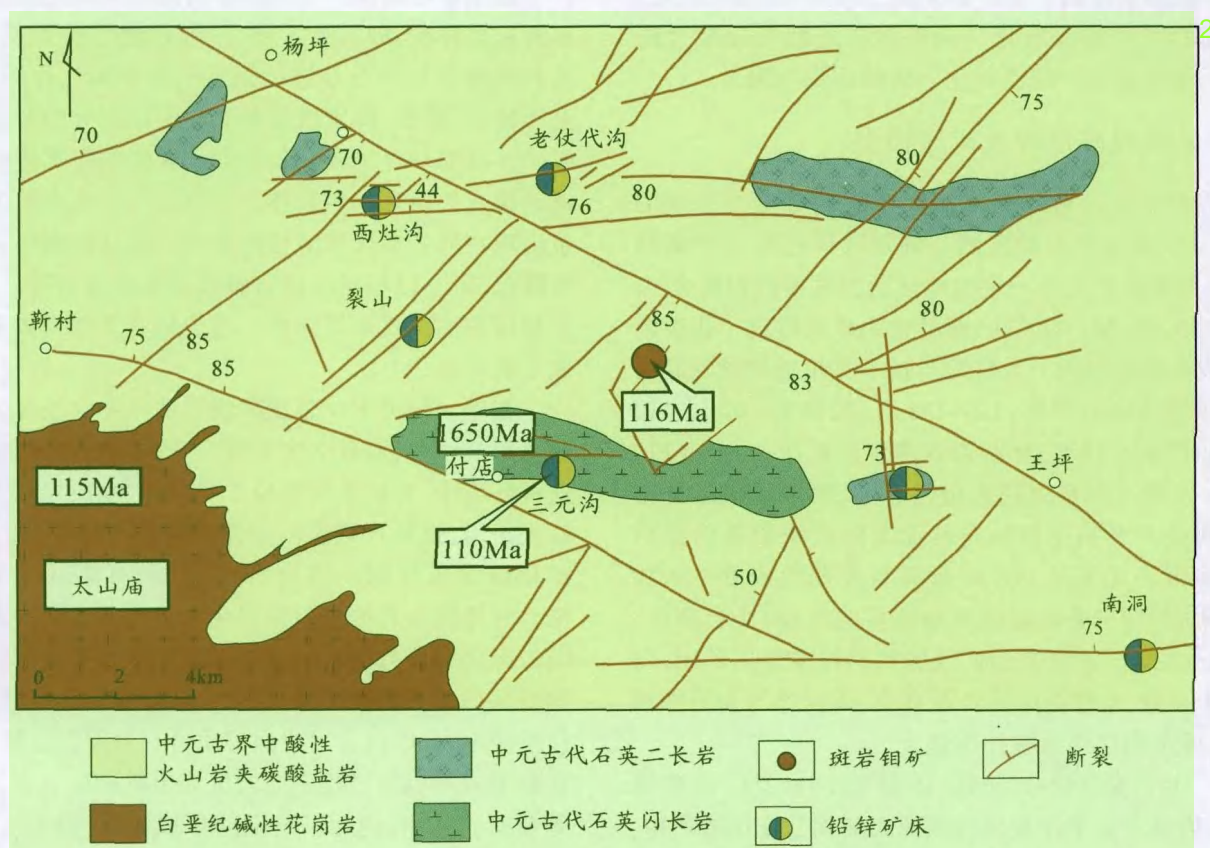 2
N
杨坪
75
70
老仗代沟
70
80
73
44
76
80
西灶沟
裂山
靳村
75
85
85
85
80
83
116Ma
1650Ma
73
王坪
付店
115Ma
三元沟
110Ma
太山庙
50
南洞
75
0 2 4km
中元古界中酸性
火山岩夹碳酸盐岩
中元古代石英二长岩
斑岩钼矿
断裂
白垩纪碱性花岗岩
中元古代石英闪长岩
铅锌矿床